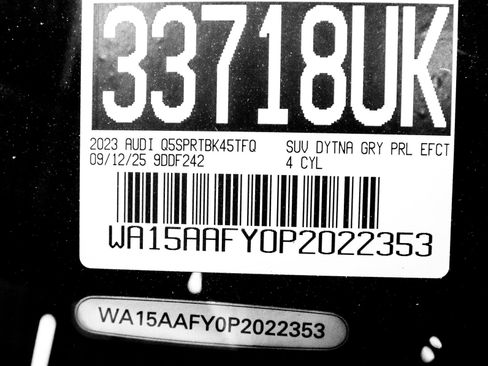 33718UK
2023 AUDI Q5SPRTBK45TFQ SUV DYTNA GRY PRL EFCT
09/12/25 9DDF242 4 CYL
WA15AAFY0P2022353
WA15AAFY0P2022353